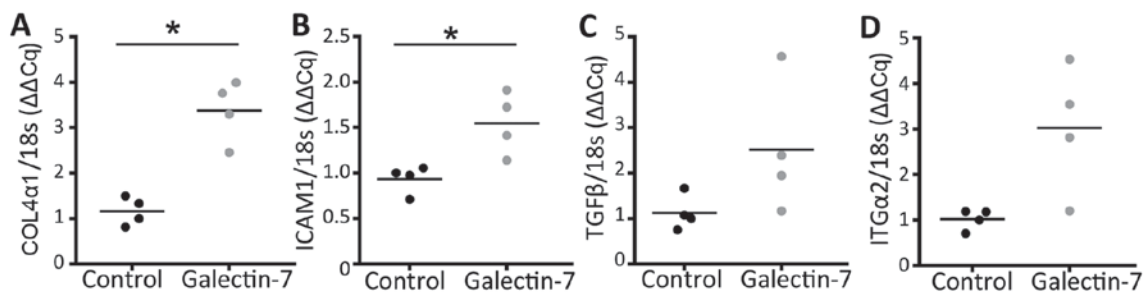 A
COL4α1/18s (ΔΔCq)
5
4
3
2
1
0
*
Control Galectin-7
B
ICAM1/18s (ΔΔCq)
2.5
2.0
1.5
1.0
0.5
0
*
Control Galectin-7
C
TGFβ/18s (ΔΔCq)
5
4
3
2
1
0
Control Galectin-7
D
ITGα2/18s (ΔΔCq)
5
4
3
2
1
0
Control Galectin-7